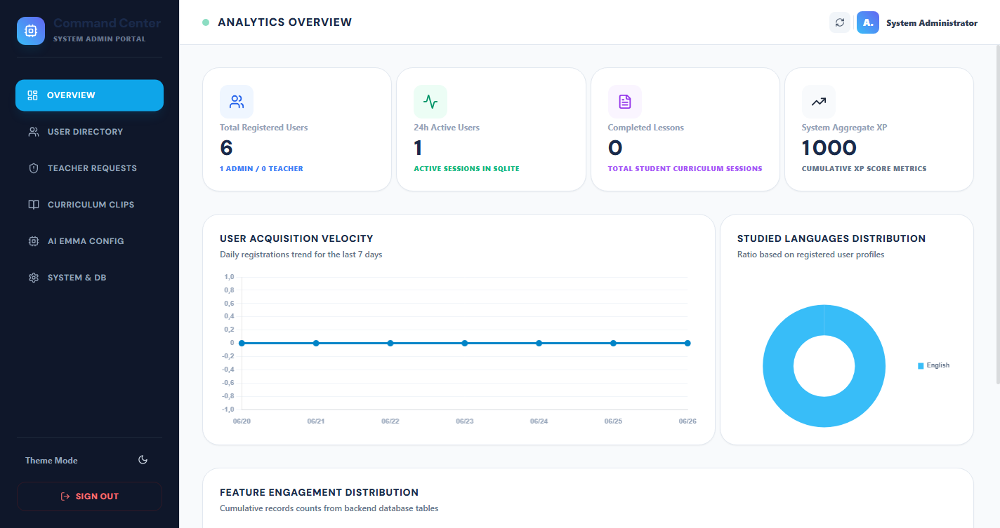 Command Center
SYSTEM ADMIN PORTAL
OVERVIEW
USER DIRECTORY
TEACHER REQUESTS
CURRICULUM CLIPS
AI EMMA CONFIG
SYSTEM & DB
Theme Mode
SIGN OUT
ANALYTICS OVERVIEW
A.
System Administrator
Total Registered Users
6
1 ADMIN / 0 TEACHER
24h Active Users
1
ACTIVE SESSIONS IN SQLITE
Completed Lessons
0
TOTAL STUDENT CURRICULUM SESSIONS
System Aggregate XP
1000
CUMULATIVE XP SCORE METRICS
USER ACQUISITION VELOCITY
Daily registrations trend for the last 7 days
1,0
0,8
0,6
0,4
0,2
0
-0,2
-0,4
-0,6
-0,8
-1,0
06/20 06/21 06/22 06/23 06/24 06/25 06/26
STUDIED LANGUAGES DISTRIBUTION
Ratio based on registered user profiles
English
FEATURE ENGAGEMENT DISTRIBUTION
Cumulative records counts from backend database tables